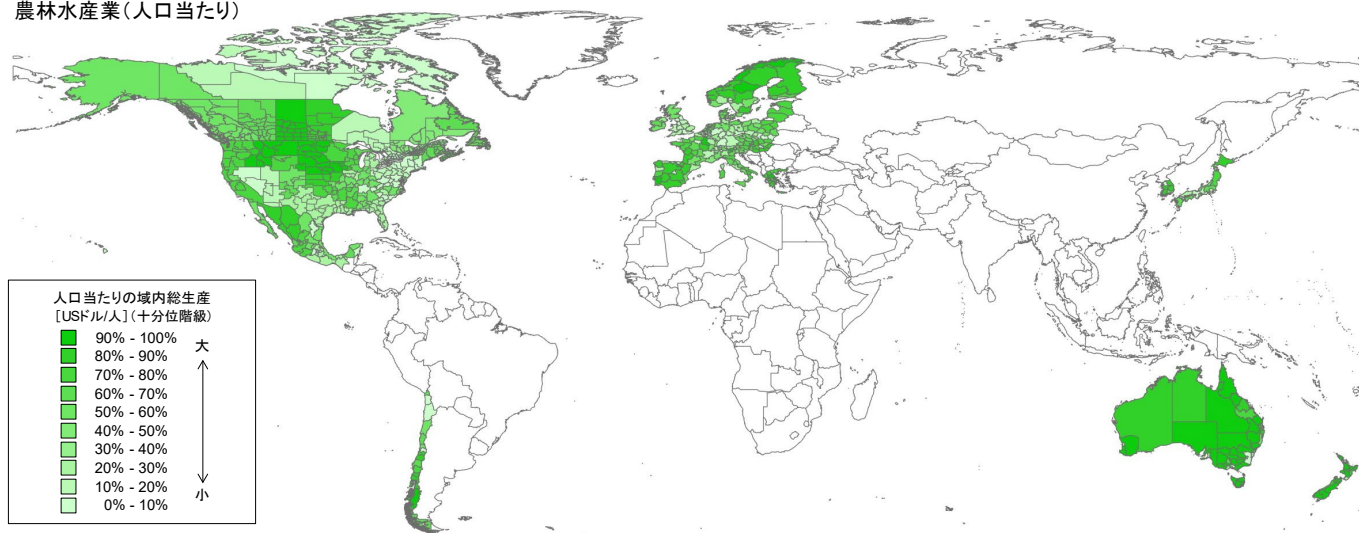 農林水産業（人口当たり）
人口当たりの域内総生産
［USドル/人］（十分位階級）
90% - 100%
大
80% - 90%
70% - 80%
60% - 70%
50% - 60%
40% - 50%
30% - 40%
20% - 30%
10% - 20%
小
0% - 10%